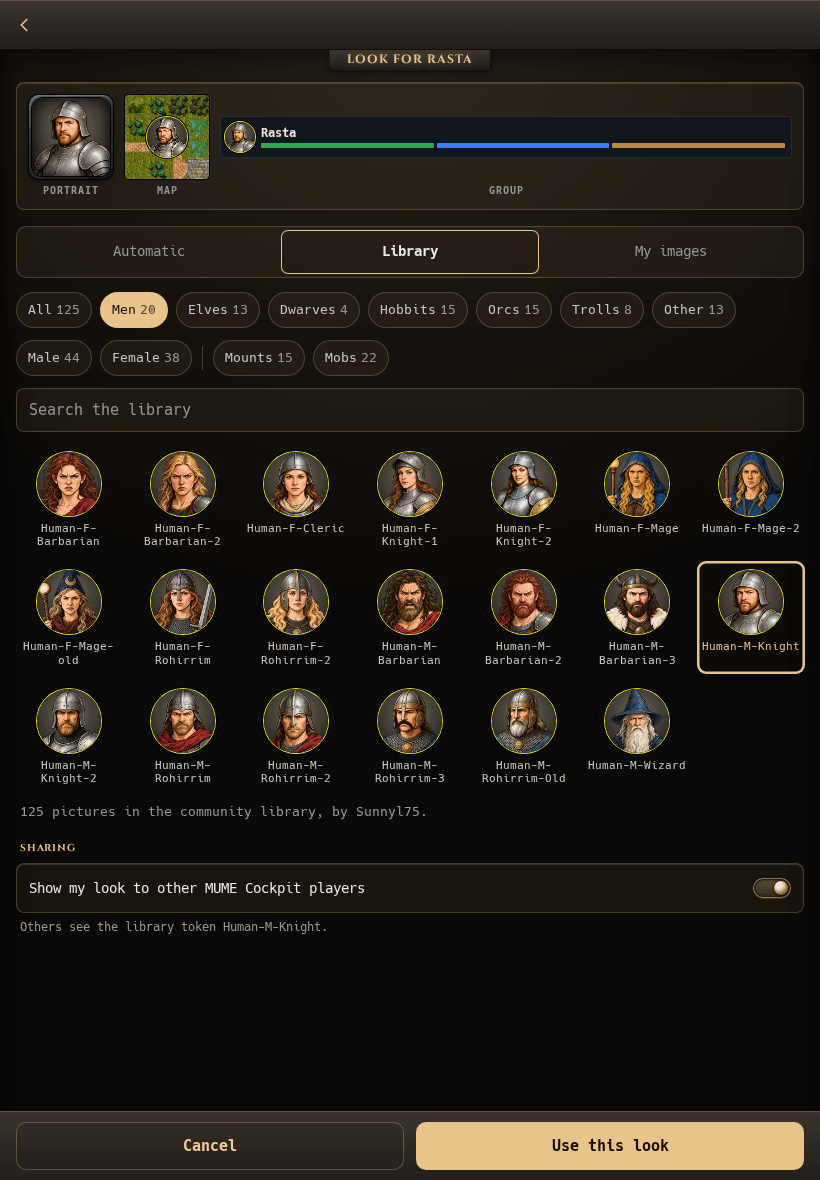 LOOK FOR RASTA
Rasta
PORTRAIT MAP GROUP
Automatic Library My images
All 125 Men 20 Elves 13 Dwarves 4 Hobbits 15 Orcs 15 Trolls 8 Other 13
Male 44 Female 38 Mounts 15 Mobs 22
Search the library
Human-F-Barbarian
Human-F-Barbarian-2
Human-F-Cleric
Human-F-Knight-1
Human-F-Knight-2
Human-F-Mage
Human-F-Mage-2
Human-F-Mage-old
Human-F-Rohirrim
Human-F-Rohirrim-2
Human-M-Barbarian
Human-M-Barbarian-2
Human-M-Barbarian-3
Human-M-Knight
Human-M-Knight-2
Human-M-Rohirrim
Human-M-Rohirrim-2
Human-M-Rohirrim-3
Human-M-Rohirrim-Old
Human-M-Wizard
125 pictures in the community library, by Sunnyl75.
SHARING
Show my look to other MUME Cockpit players
Others see the library token Human-M-Knight.
Cancel Use this look